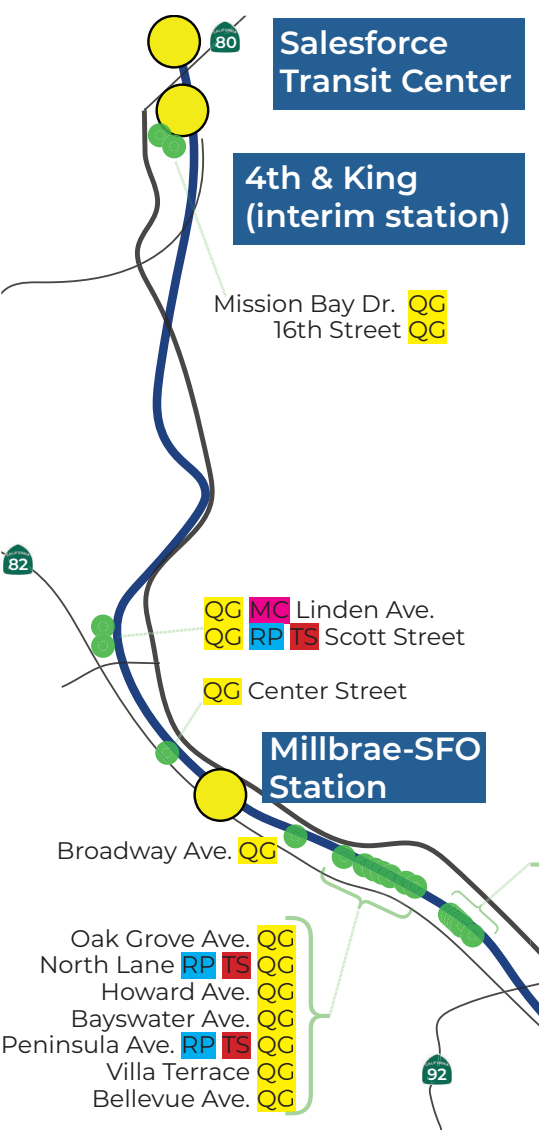 80
Salesforce
Transit Center
4th & King
(interim station)
Mission Bay Dr. QG
16th Street QG
82
QG MC Linden Ave.
QG RP TS Scott Street
QG Center Street
Millbrae-SFO
Station
Broadway Ave. QG
Oak Grove Ave. QG
North Lane RP TS QG
Howard Ave. QG
Bayswater Ave. QG
Peninsula Ave. RP TS QG
Villa Terrace QG
Bellevue Ave. QG
92